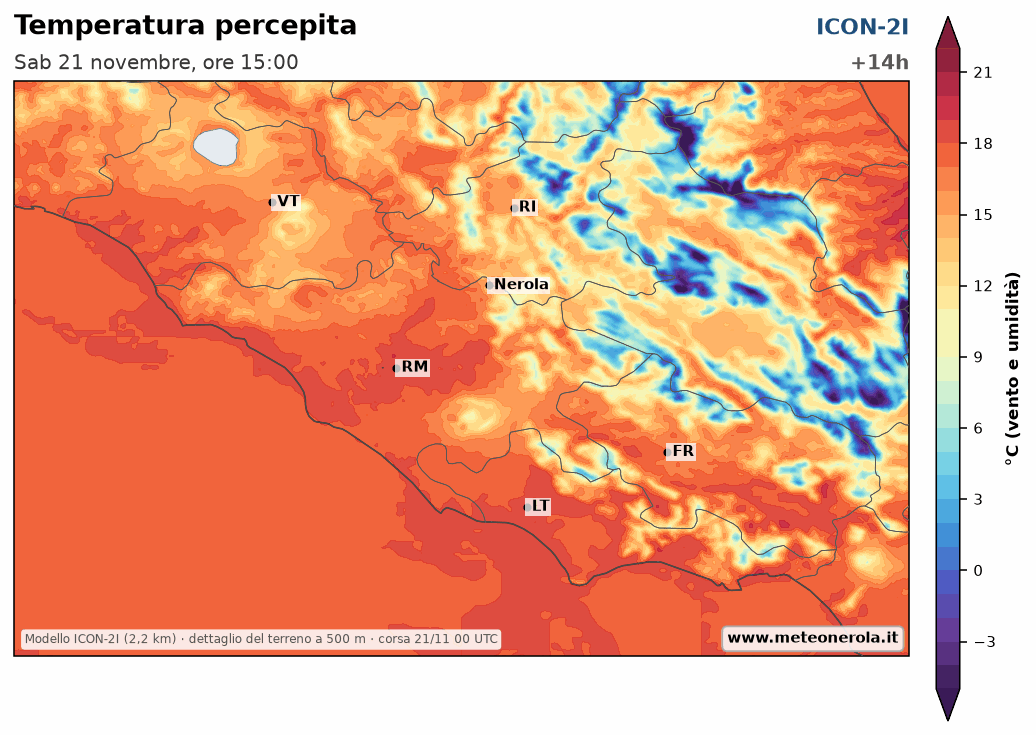 Temperatura percepita
ICON-2I
Sab 21 novembre, ore 15:00
+14h
VT
RI
Nerola
RM
FR
LT
21
18
15
12
9
6
3
0
−3
°C (vento e umidità)
Modello ICON-2I (2,2 km) · dettaglio del terreno a 500 m · corsa 21/11 00 UTC
www.meteonerola.it